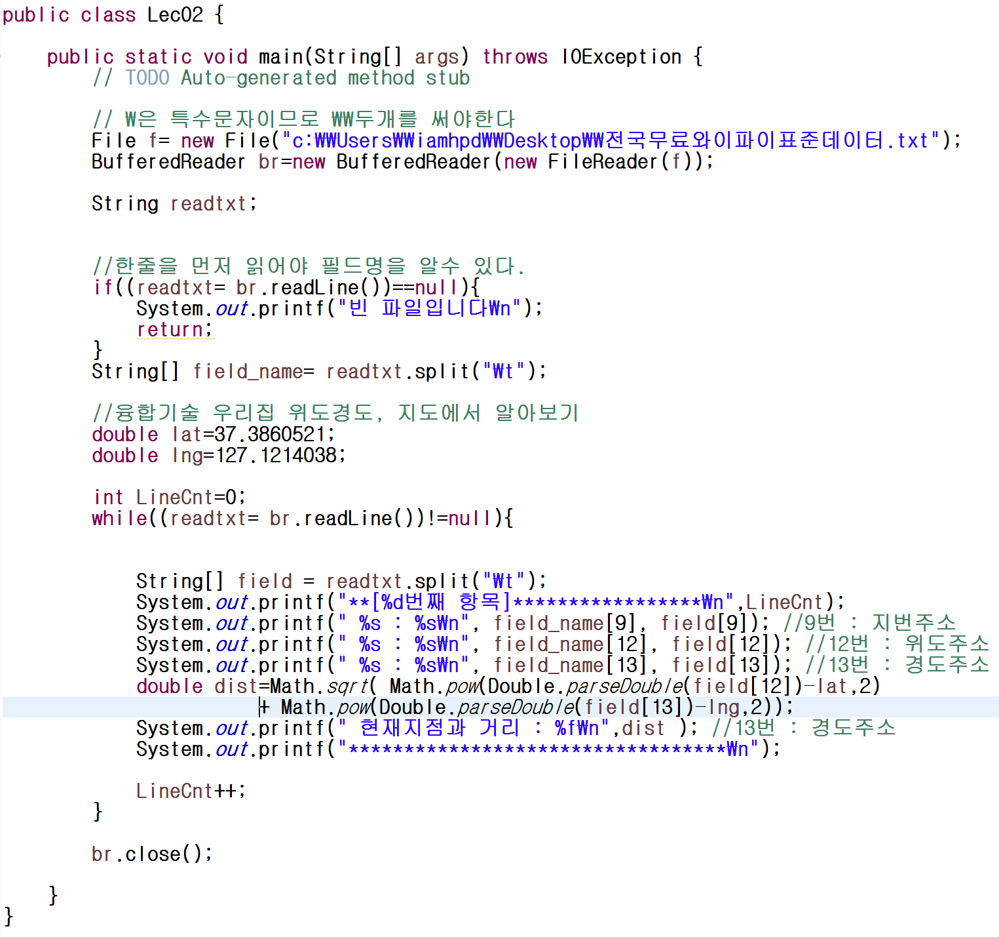 public class Lec02 {
public static void main(String[] args) throws IOException {
// TODO Auto-generated method stub
// ₩은 특수문자이므로 ₩₩두개를 써야한다
File f= new File("c:₩₩Users₩₩iamhpd₩₩Desktop₩₩전국무료와이파이표준데이터.txt");
BufferedReader br=new BufferedReader(new FileReader(f));
String readtxt;
//한줄을 먼저 읽어야 필드명을 알수 있다.
if((readtxt= br.readLine())==null){
System.out.printf("빈 파일입니다₩n");
return;
}
String[] field_name= readtxt.split("₩t");
//융합기술 우리집 위도경도, 지도에서 알아보기
double lat=37.3860521;
double lng=127.1214038;
int LineCnt=0;
while((readtxt= br.readLine())!=null){
String[] field = readtxt.split("₩t");
System.out.printf("**[%d번째 항목]*****************₩n",LineCnt);
System.out.printf(" %s : %s₩n", field_name[9], field[9]); //9번 : 지번주소
System.out.printf(" %s : %s₩n", field_name[12], field[12]); //12번 : 위도주소
System.out.printf(" %s : %s₩n", field_name[13], field[13]); //13번 : 경도주소
double dist=Math.sqrt( Math.pow(Double.parseDouble(field[12])-lat,2)
+ Math.pow(Double.parseDouble(field[13])-lng,2));
System.out.printf(" 현재지점과 거리 : %f₩n",dist ); //13번 : 경도주소
System.out.printf("**********************************₩n");
LineCnt++;
}
br.close();
}
}